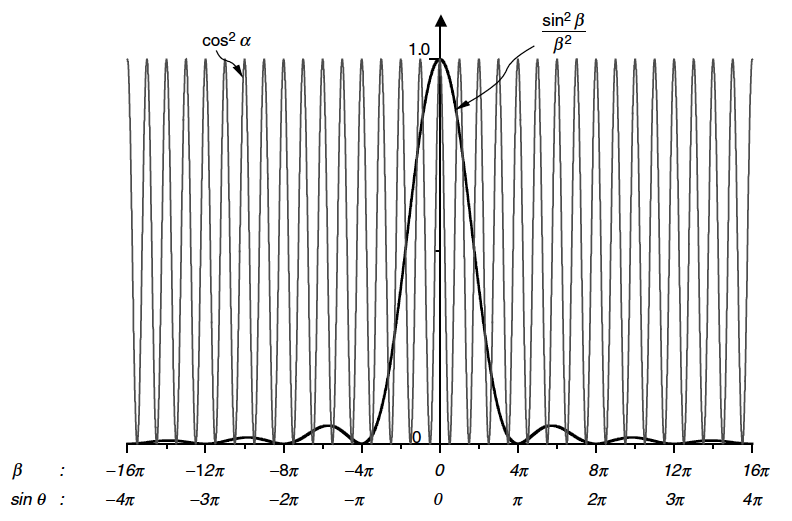 cos² α
sin² β
β²
1.0
0
β : −16π −12π −8π −4π 0 4π 8π 12π 16π
sin θ : −4π −3π −2π −π 0 π 2π 3π 4π